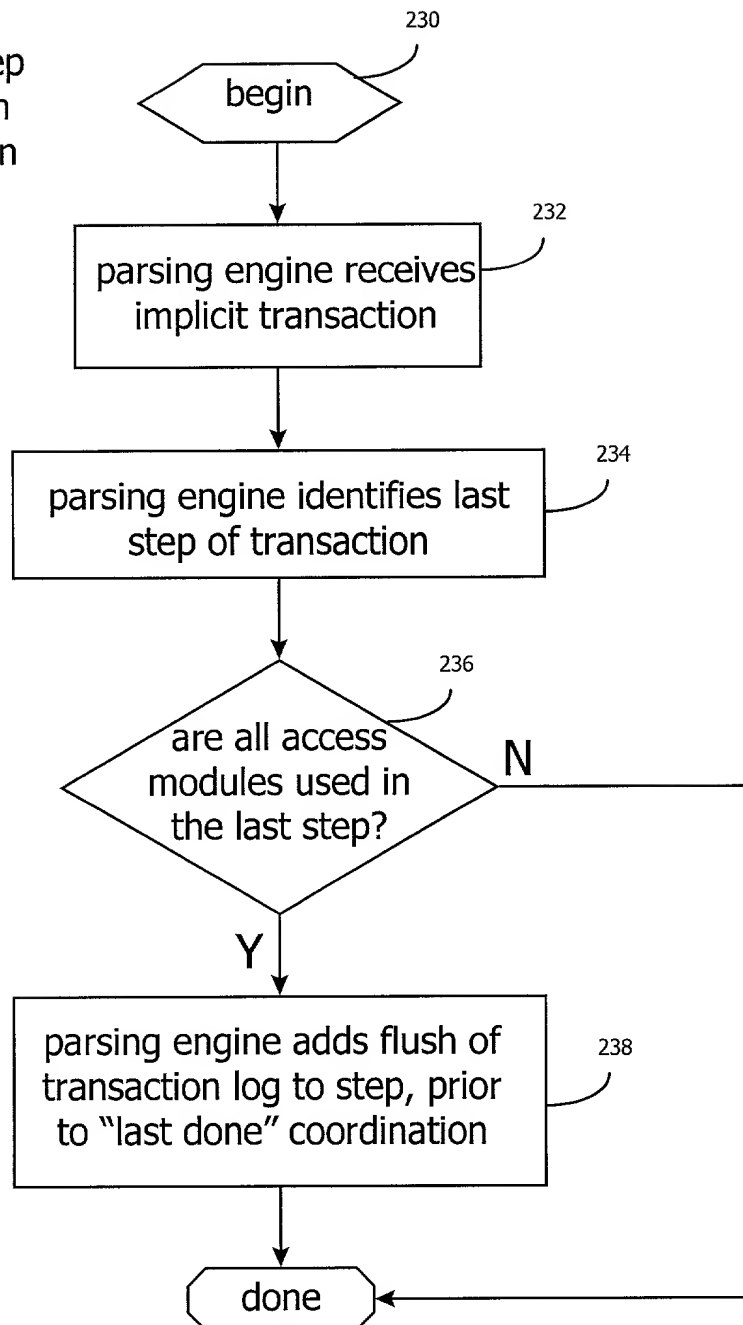 230
begin
232
parsing engine receives
implicit transaction
234
parsing engine identifies last
step of transaction
236
are all access
modules used in
the last step?
N
Y
parsing engine adds flush of
transaction log to step, prior
to “last done” coordination
238
done